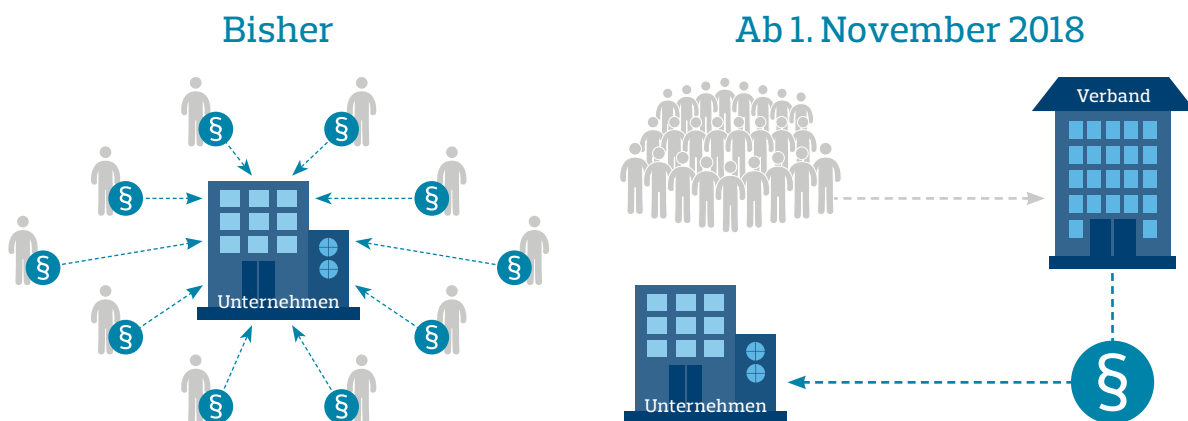 Bisher
§ §
§ §
§ §
Unternehmen
§ §
§ §
Ab 1. November 2018
Verband
§
Unternehmen